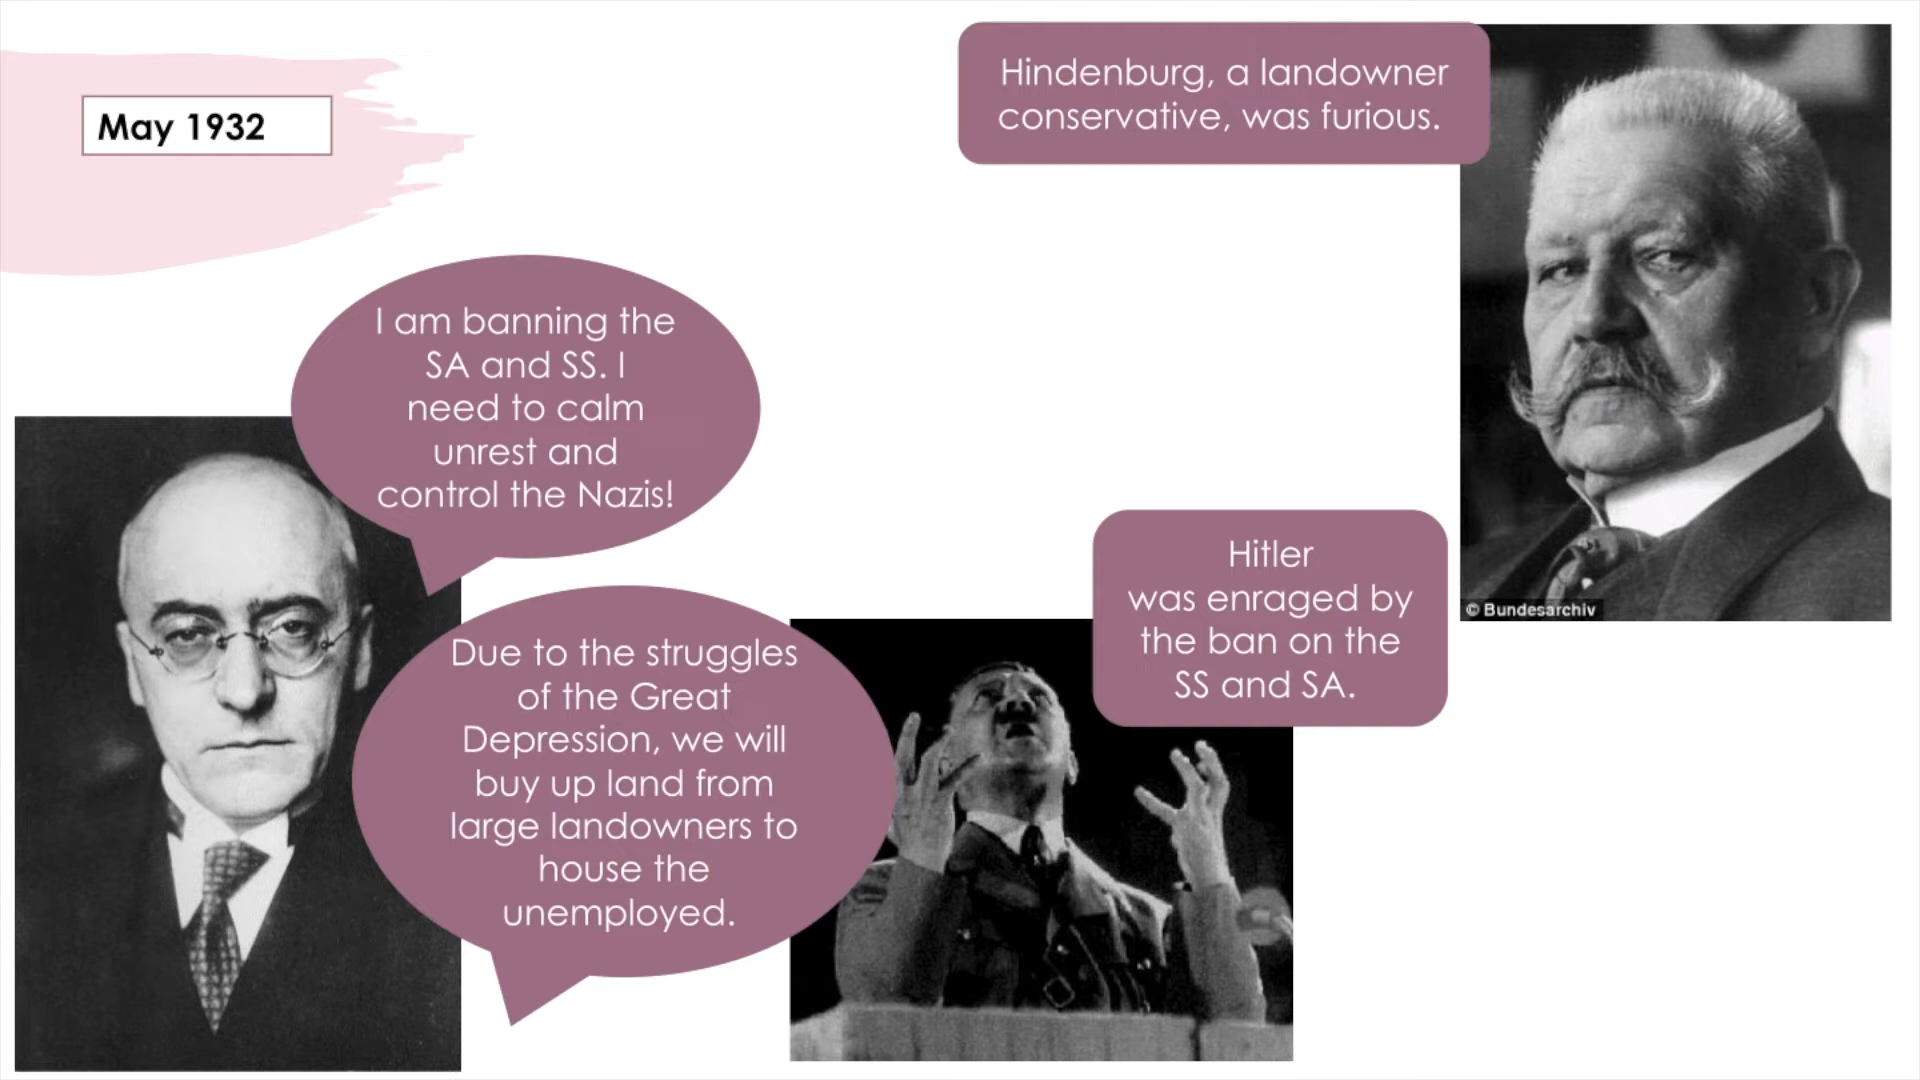 May 1932
Hindenburg, a landowner
conservative, was furious.
I am banning the
SA and SS. I
need to calm
unrest and
control the Nazis!
Due to the struggles
of the Great
Depression, we will
buy up land from
large landowners to
house the
unemployed.
Hitler
was enraged by
the ban on the
SS and SA.
© Bundesarchiv